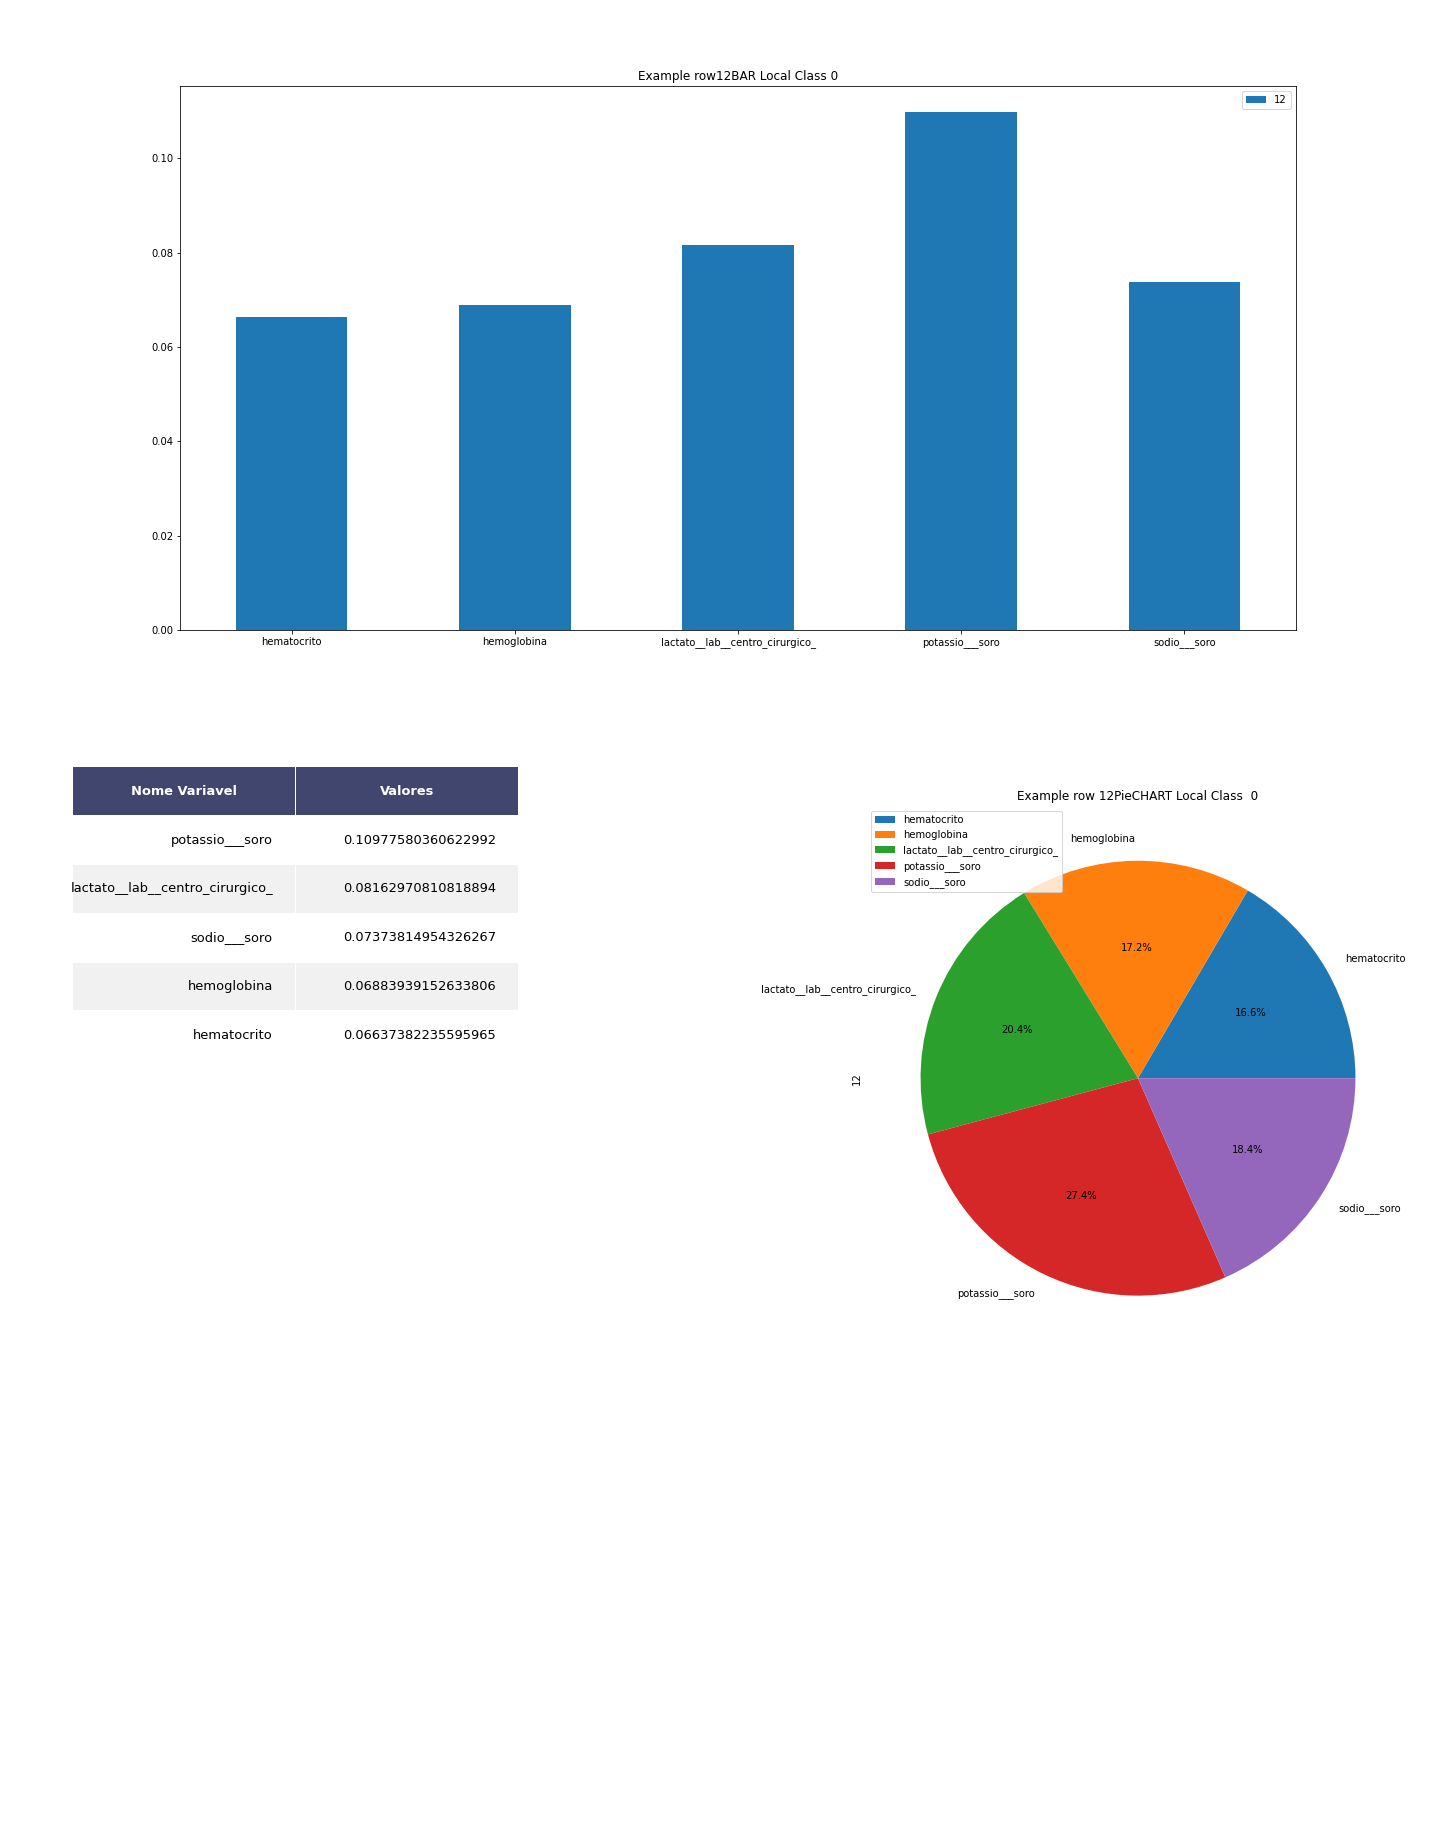 Example row12BAR Local Class 0
12
0.10
0.08
0.06
0.04
0.02
0.00
hematocrito
hemoglobina
lactato__lab__centro_cirurgico_
potassio___soro
sodio___soro
Nome Variavel
Valores
potassio___soro
0.10977580360622992
lactato__lab__centro_cirurgico_
0.08162970810818894
sodio___soro
0.07373814954326267
hemoglobina
0.06883939152633806
hematocrito
0.06637382235595965
Example row 12PieCHART Local Class  0
hematocrito
hemoglobina
lactato__lab__centro_cirurgico_
potassio___soro
sodio___soro
hemoglobina
17.2%
hematocrito
16.6%
lactato__lab__centro_cirurgico_
20.4%
12
18.4%
27.4%
sodio___soro
potassio___soro